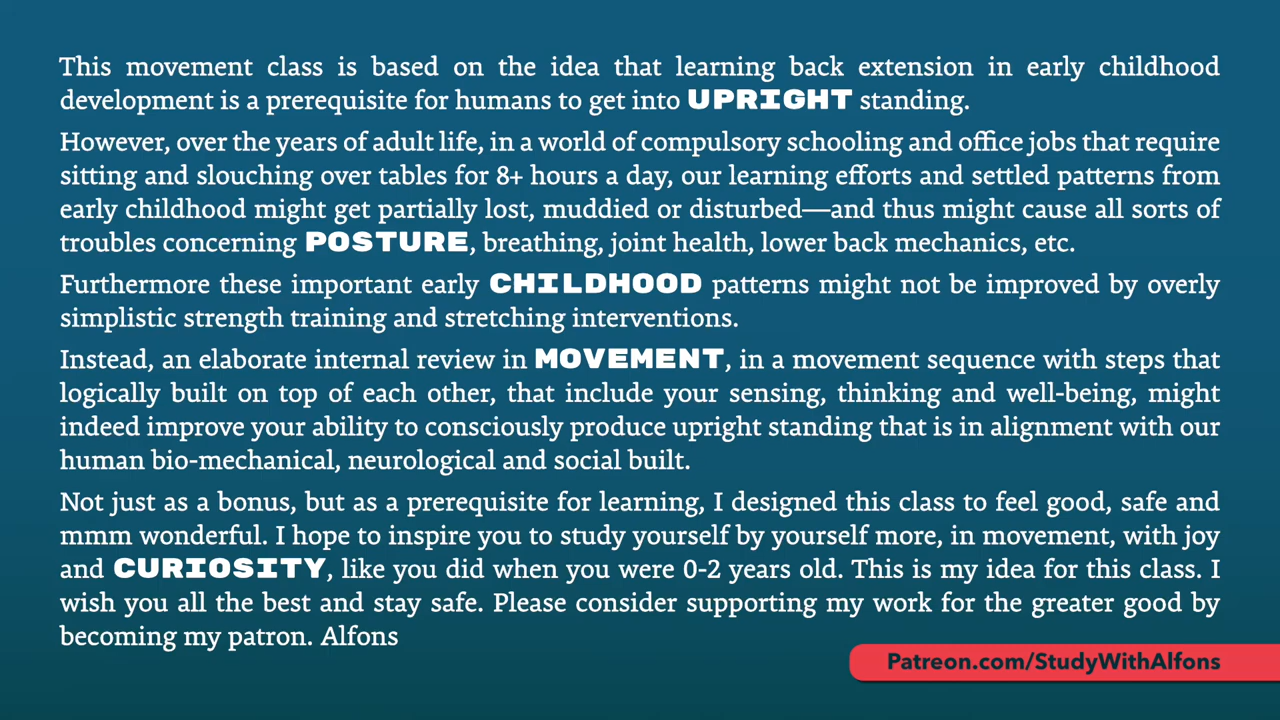 This movement class is based on the idea that learning back extension in early childhood
development is a prerequisite for humans to get into UPRIGHT standing.
However, over the years of adult life, in a world of compulsory schooling and office jobs that require
sitting and slouching over tables for 8+ hours a day, our learning efforts and settled patterns from
early childhood might get partially lost, muddied or disturbed—and thus might cause all sorts of
troubles concerning POSTURE, breathing, joint health, lower back mechanics, etc.
Furthermore these important early CHILDHOOD patterns might not be improved by overly
simplistic strength training and stretching interventions.
Instead, an elaborate internal review in MOVEMENT, in a movement sequence with steps that
logically built on top of each other, that include your sensing, thinking and well-being, might
indeed improve your ability to consciously produce upright standing that is in alignment with our
human bio-mechanical, neurological and social built.
Not just as a bonus, but as a prerequisite for learning, I designed this class to feel good, safe and
mmm wonderful. I hope to inspire you to study yourself by yourself more, in movement, with joy
and CURIOSITY, like you did when you were 0-2 years old. This is my idea for this class. I
wish you all the best and stay safe. Please consider supporting my work for the greater good by
becoming my patron. Alfons
Patreon.com/StudyWithAlfons